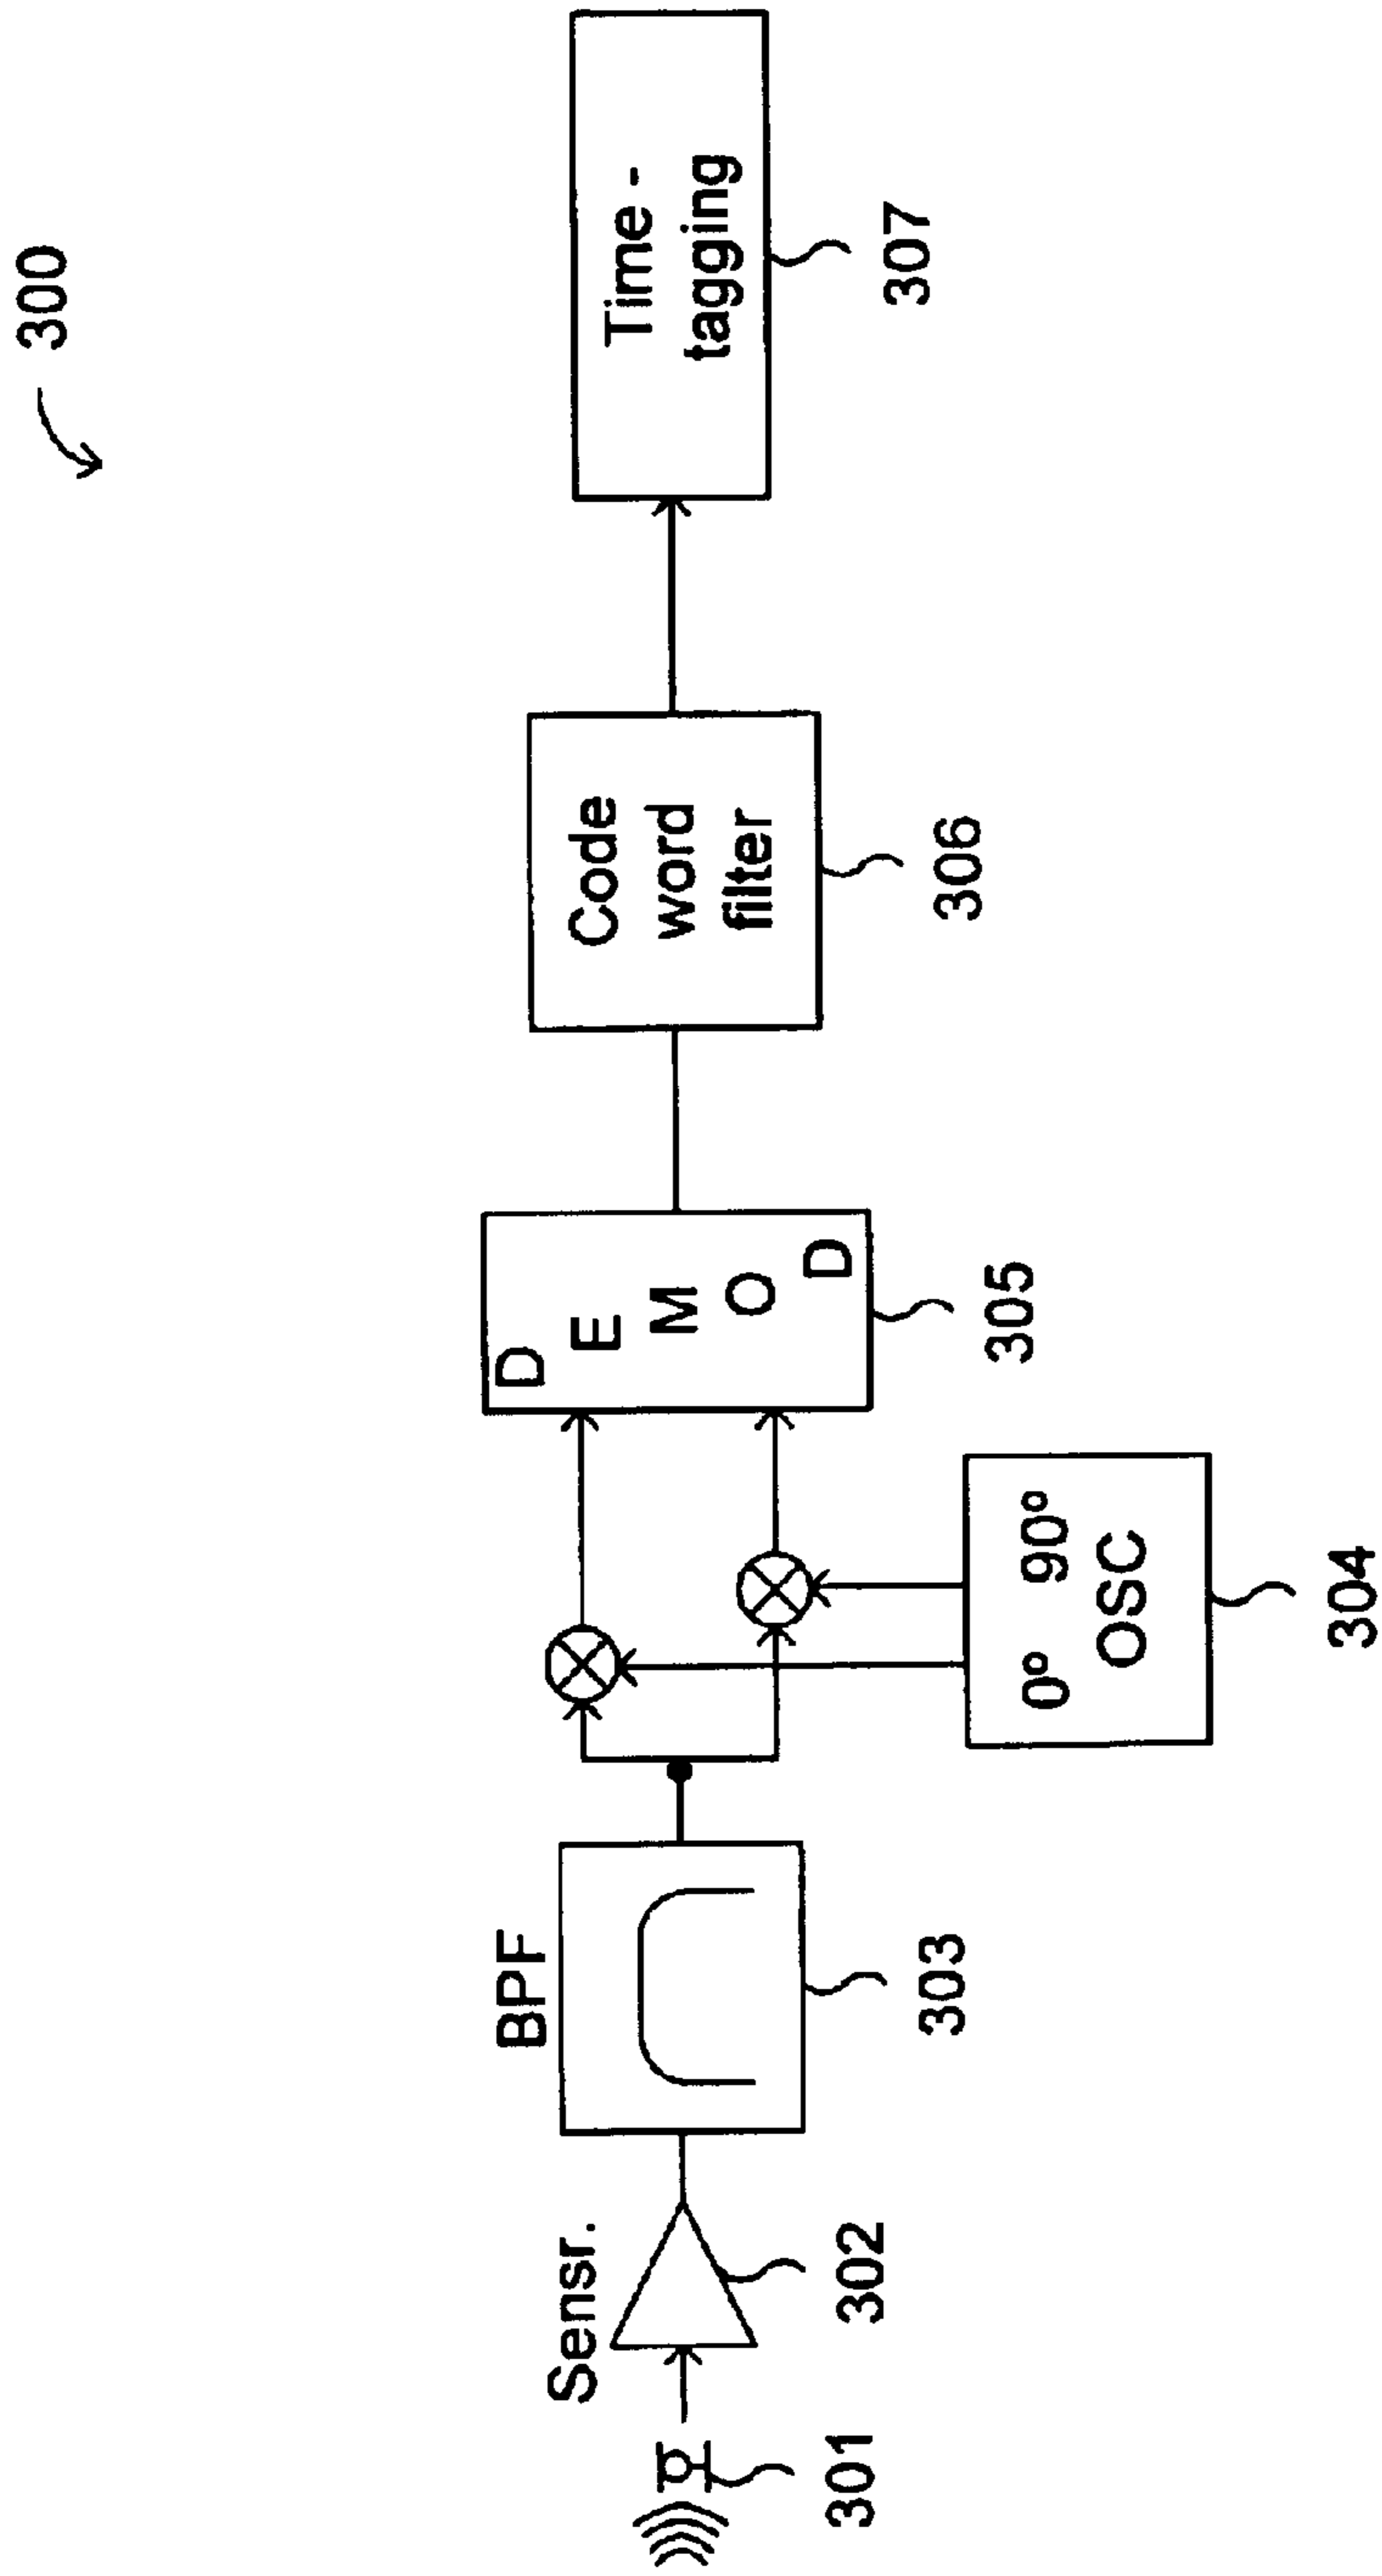 300
Sensr.
BPF
D
E
M
O
D
Code
word
filter
Time -
tagging
0° 90°
OSC
301
302
303
304
305
306
307